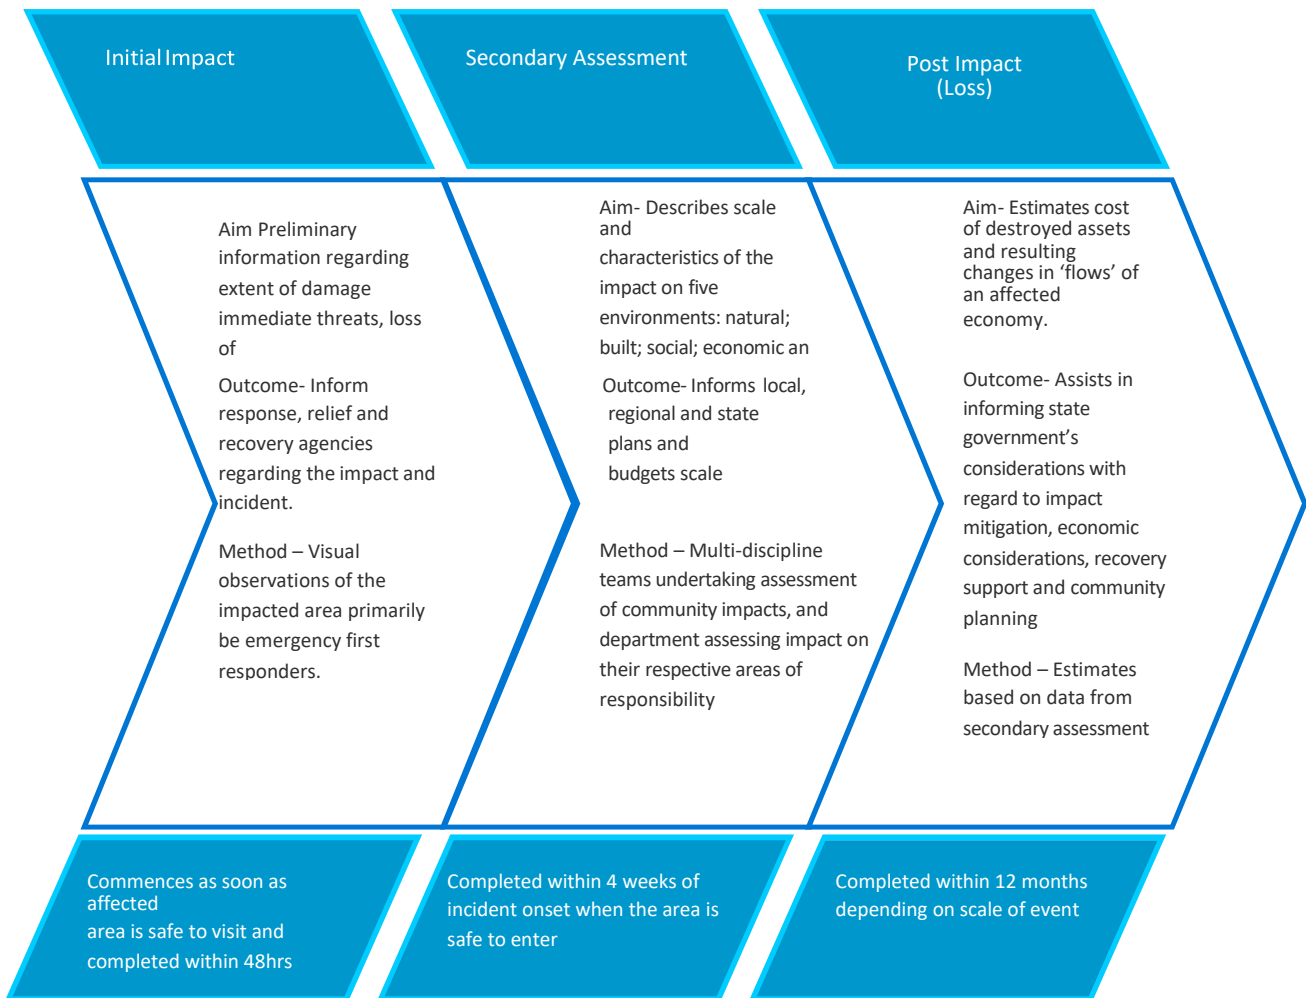 Initial Impact
Secondary Assessment
Post Impact
(Loss)
Aim Preliminary
information regarding
extent of damage
immediate threats, loss
of
Outcome- Inform
response, relief and
recovery agencies
regarding the impact and
incident.
Method – Visual
observations of the
impacted area primarily
be emergency first
responders.
Aim- Describes scale
and
characteristics of the
impact on five
environments: natural;
built; social; economic an
Outcome- Informs local,
regional and state
plans and
budgets scale
Method – Multi-discipline
teams undertaking assessment
of community impacts, and
department assessing impact on
their respective areas of
responsibility
Aim- Estimates cost
of destroyed assets
and resulting
changes in ‘flows’ of
an affected
economy.
Outcome- Assists in
informing state
government’s
considerations with
regard to impact
mitigation, economic
considerations, recovery
support and community
planning
Method – Estimates
based on data from
secondary assessment
Commences as soon as
affected
area is safe to visit and
completed within 48hrs
Completed within 4 weeks of
incident onset when the area is
safe to enter
Completed within 12 months
depending on scale of event